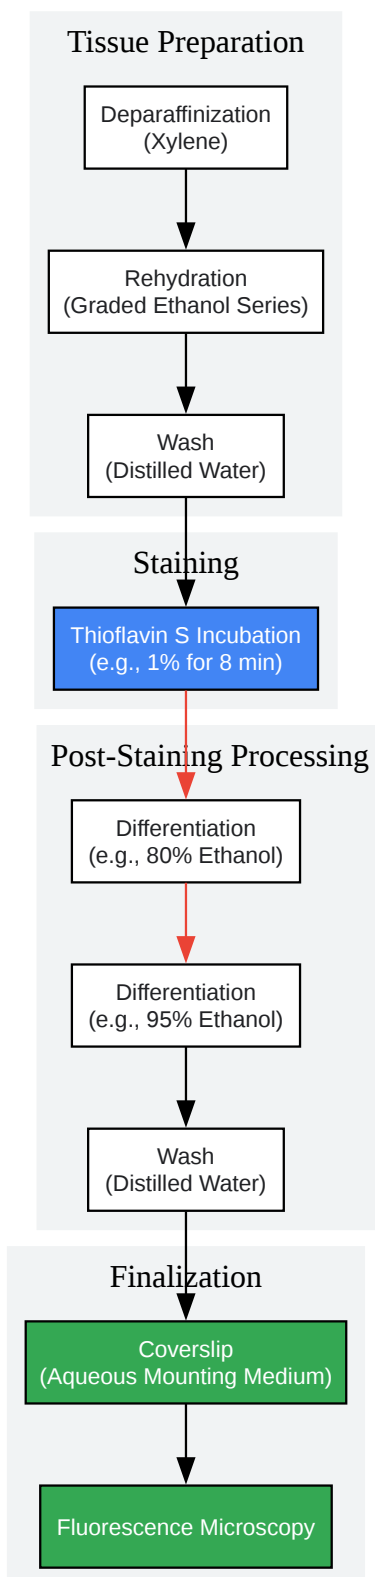 Tissue Preparation
Deparaffinization
(Xylene)
Rehydration
(Graded Ethanol Series)
Wash
(Distilled Water)
Staining
Thioflavin S Incubation
(e.g., 1% for 8 min)
Post-Staining Processing
Differentiation
(e.g., 80% Ethanol)
Differentiation
(e.g., 95% Ethanol)
Wash
(Distilled Water)
Finalization
Coverslip
(Aqueous Mounting Medium)
Fluorescence Microscopy